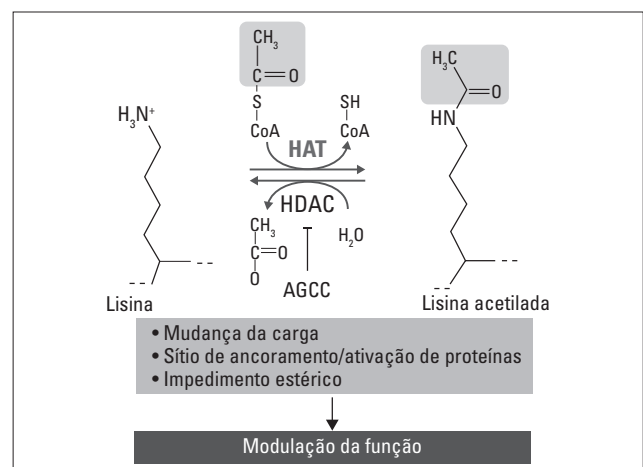 CH₃
C=O
S
CoA
SH
CoA
HAT
H₃N⁺
H₃C
C=O
HN
HDAC
CH₃
C=O
O
H₂O
AGCC
Lisina
Lisina acetilada
• Mudança da carga
• Sítio de ancoramento/ativação de proteínas
• Impedimento estérico
Modulação da função